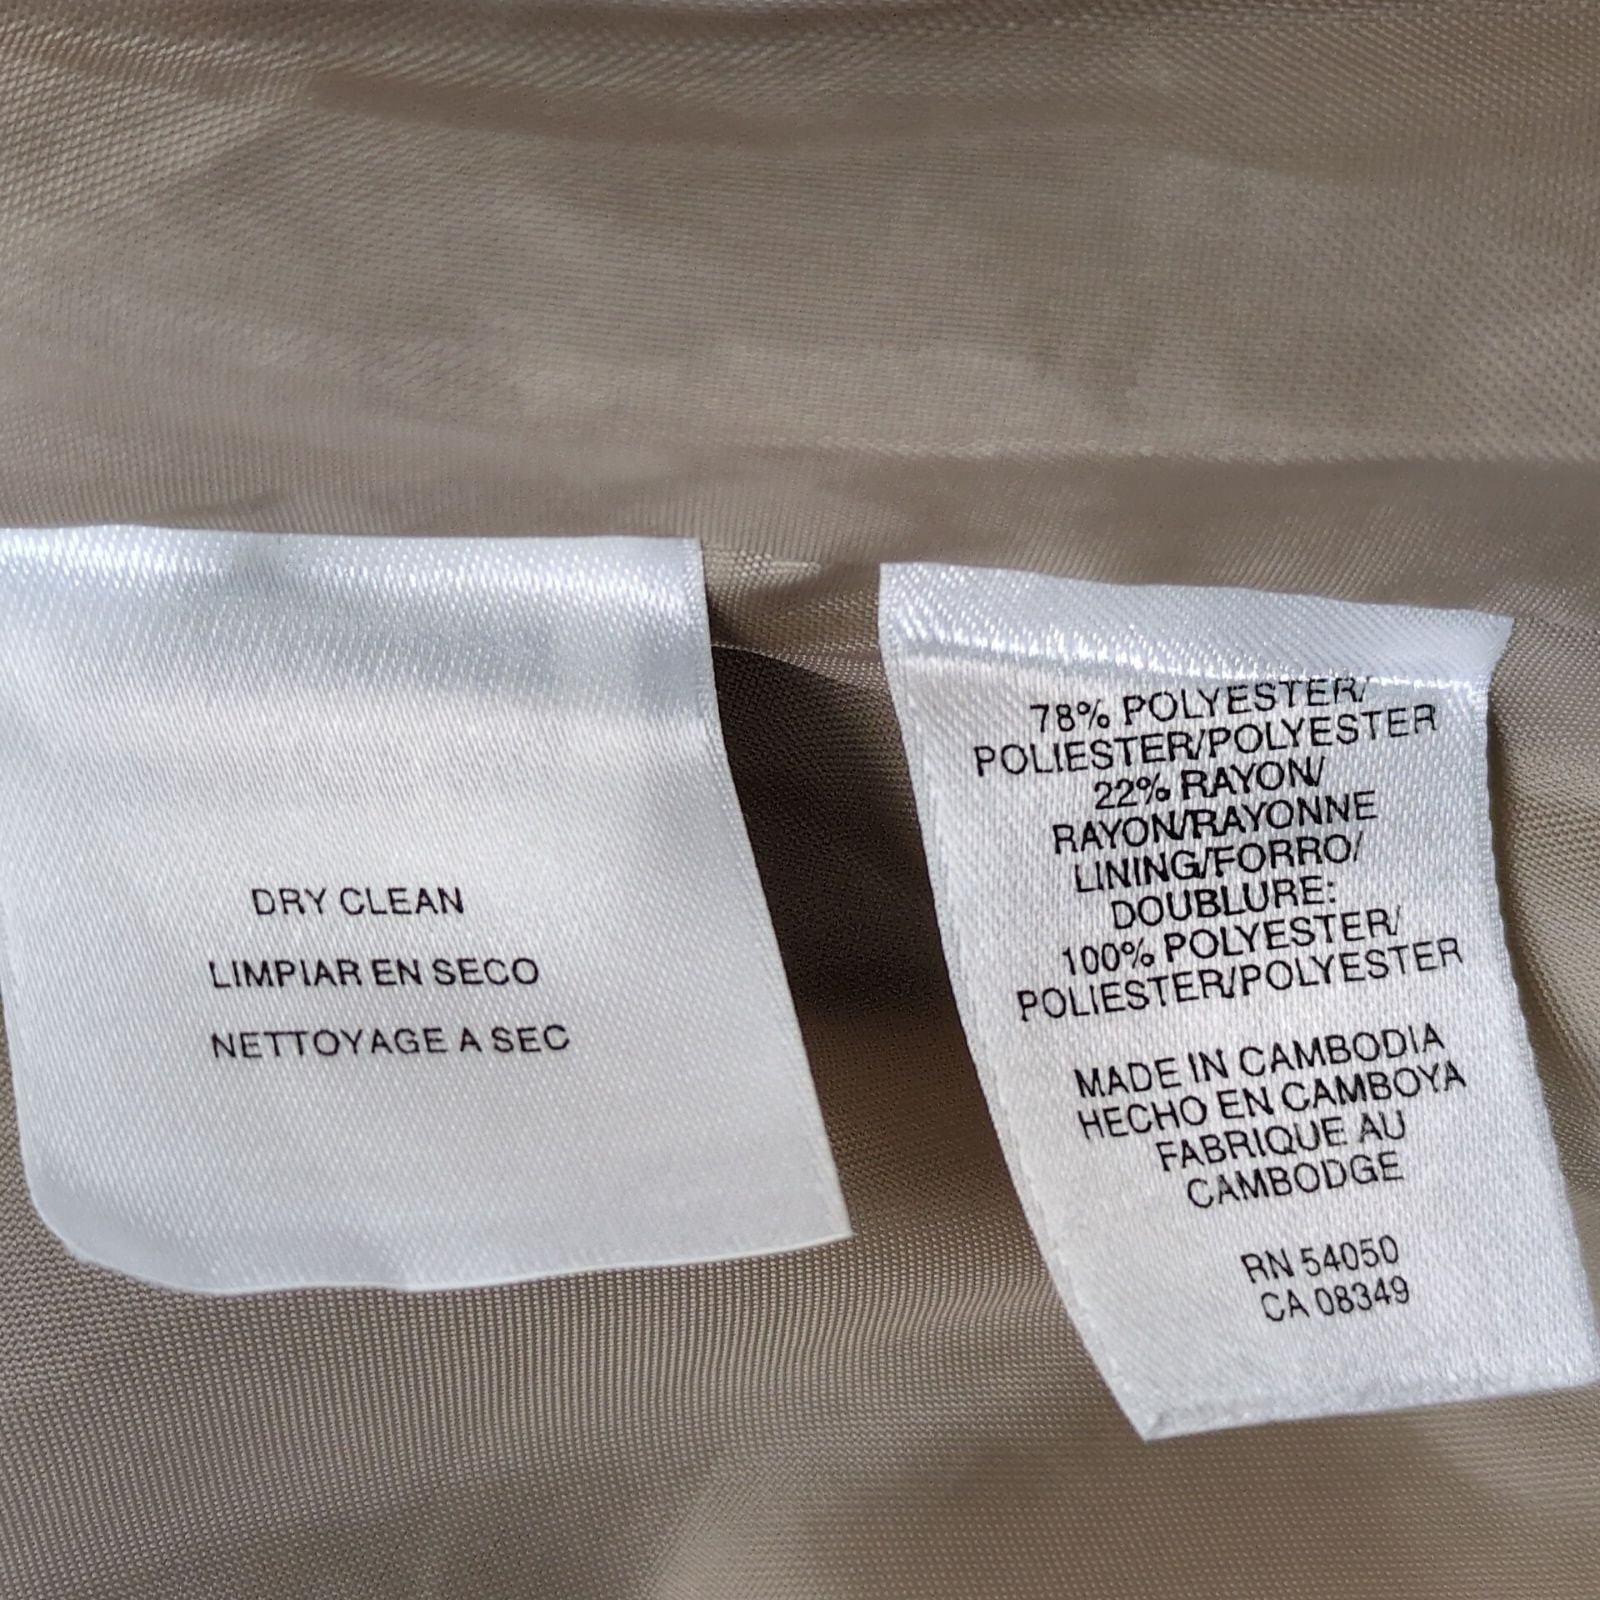 DRY CLEAN
LIMPIAR EN SECO
NETTOYAGE A SEC
78% POLYESTER/
POLIESTER/POLYESTER
22% RAYON/
RAYON/RAYONNE
LINING/FORRO/
DOUBLURE:
100% POLYESTER/
POLIESTER/POLYESTER
MADE IN CAMBODIA
HECHO EN CAMBOYA
FABRIQUE AU
CAMBODGE
RN 54050
CA 08349